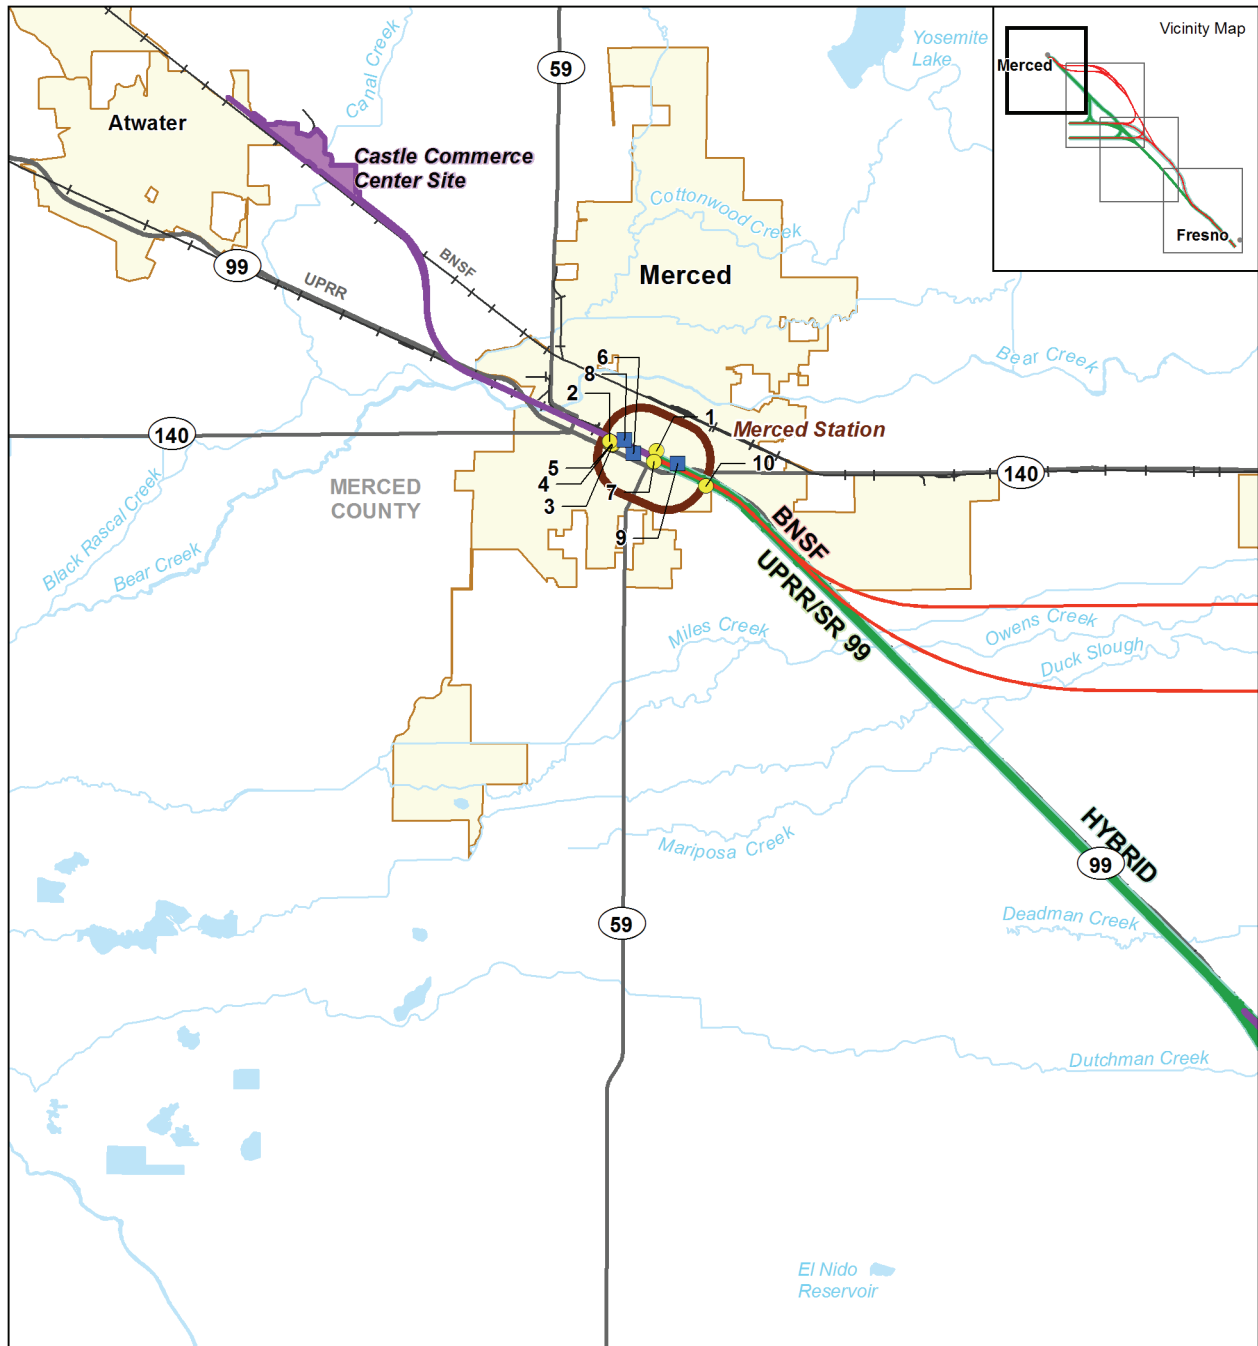 Vicinity Map
Merced
Fresno
Yosemite
Lake
Canal Creek
59
Atwater
Castle Commerce
Center Site
Cottonwood Creek
99
UPRR
BNSF
Merced
Bear Creek
6
8
2
1
Merced Station
140
10
5
4
3
7
9
140
MERCED
COUNTY
Black Rascal Creek
Bear Creek
BNSF
UPRR/SR 99
Miles Creek
Owens Creek
Duck Slough
Mariposa Creek
HYBRID
99
59
Deadman Creek
Dutchman Creek
El Nido
Reservoir